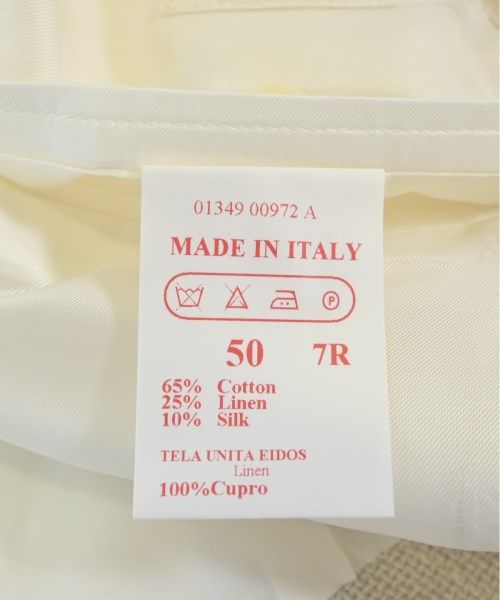 01349 00972 A
MADE IN ITALY
P
50 7R
65% Cotton
25% Linen
10% Silk
TELA UNITA EIDOS
Linen
100%Cupro